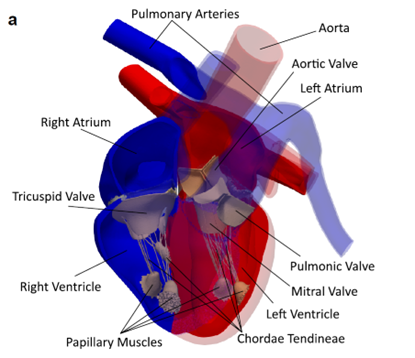 a
Pulmonary Arteries
Aorta
Aortic Valve
Left Atrium
Right Atrium
Tricuspid Valve
Pulmonic Valve
Right Ventricle
Mitral Valve
Left Ventricle
Papillary Muscles
Chordae Tendineae